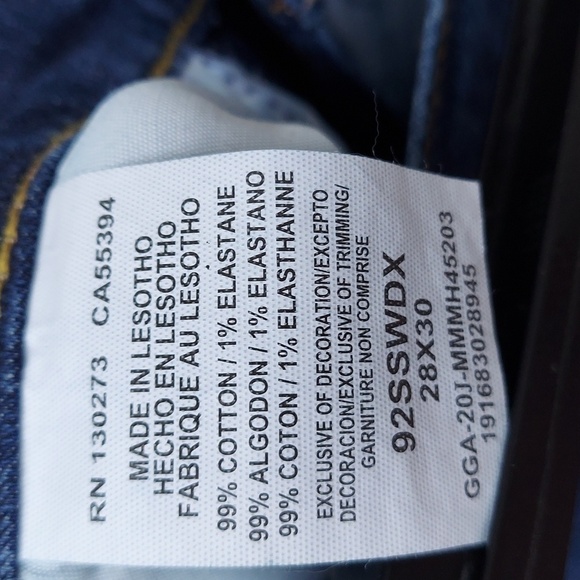 RN 130273 CA55394
MADE IN LESOTHO
HECHO EN LESOTHO
FABRIQUE AU LESOTHO
99% COTTON / 1% ELASTANE
99% ALGODON / 1% ELASTANO
99% COTON / 1% ELASTHANNE
EXCLUSIVE OF DECORATION/EXCEPTO
DECORACION/EXCLUSIVE OF TRIMMING/
GARNITURE NON COMPRISE
92SSWDX
28X30
GGA-20J-MMMMH45203
191683028945